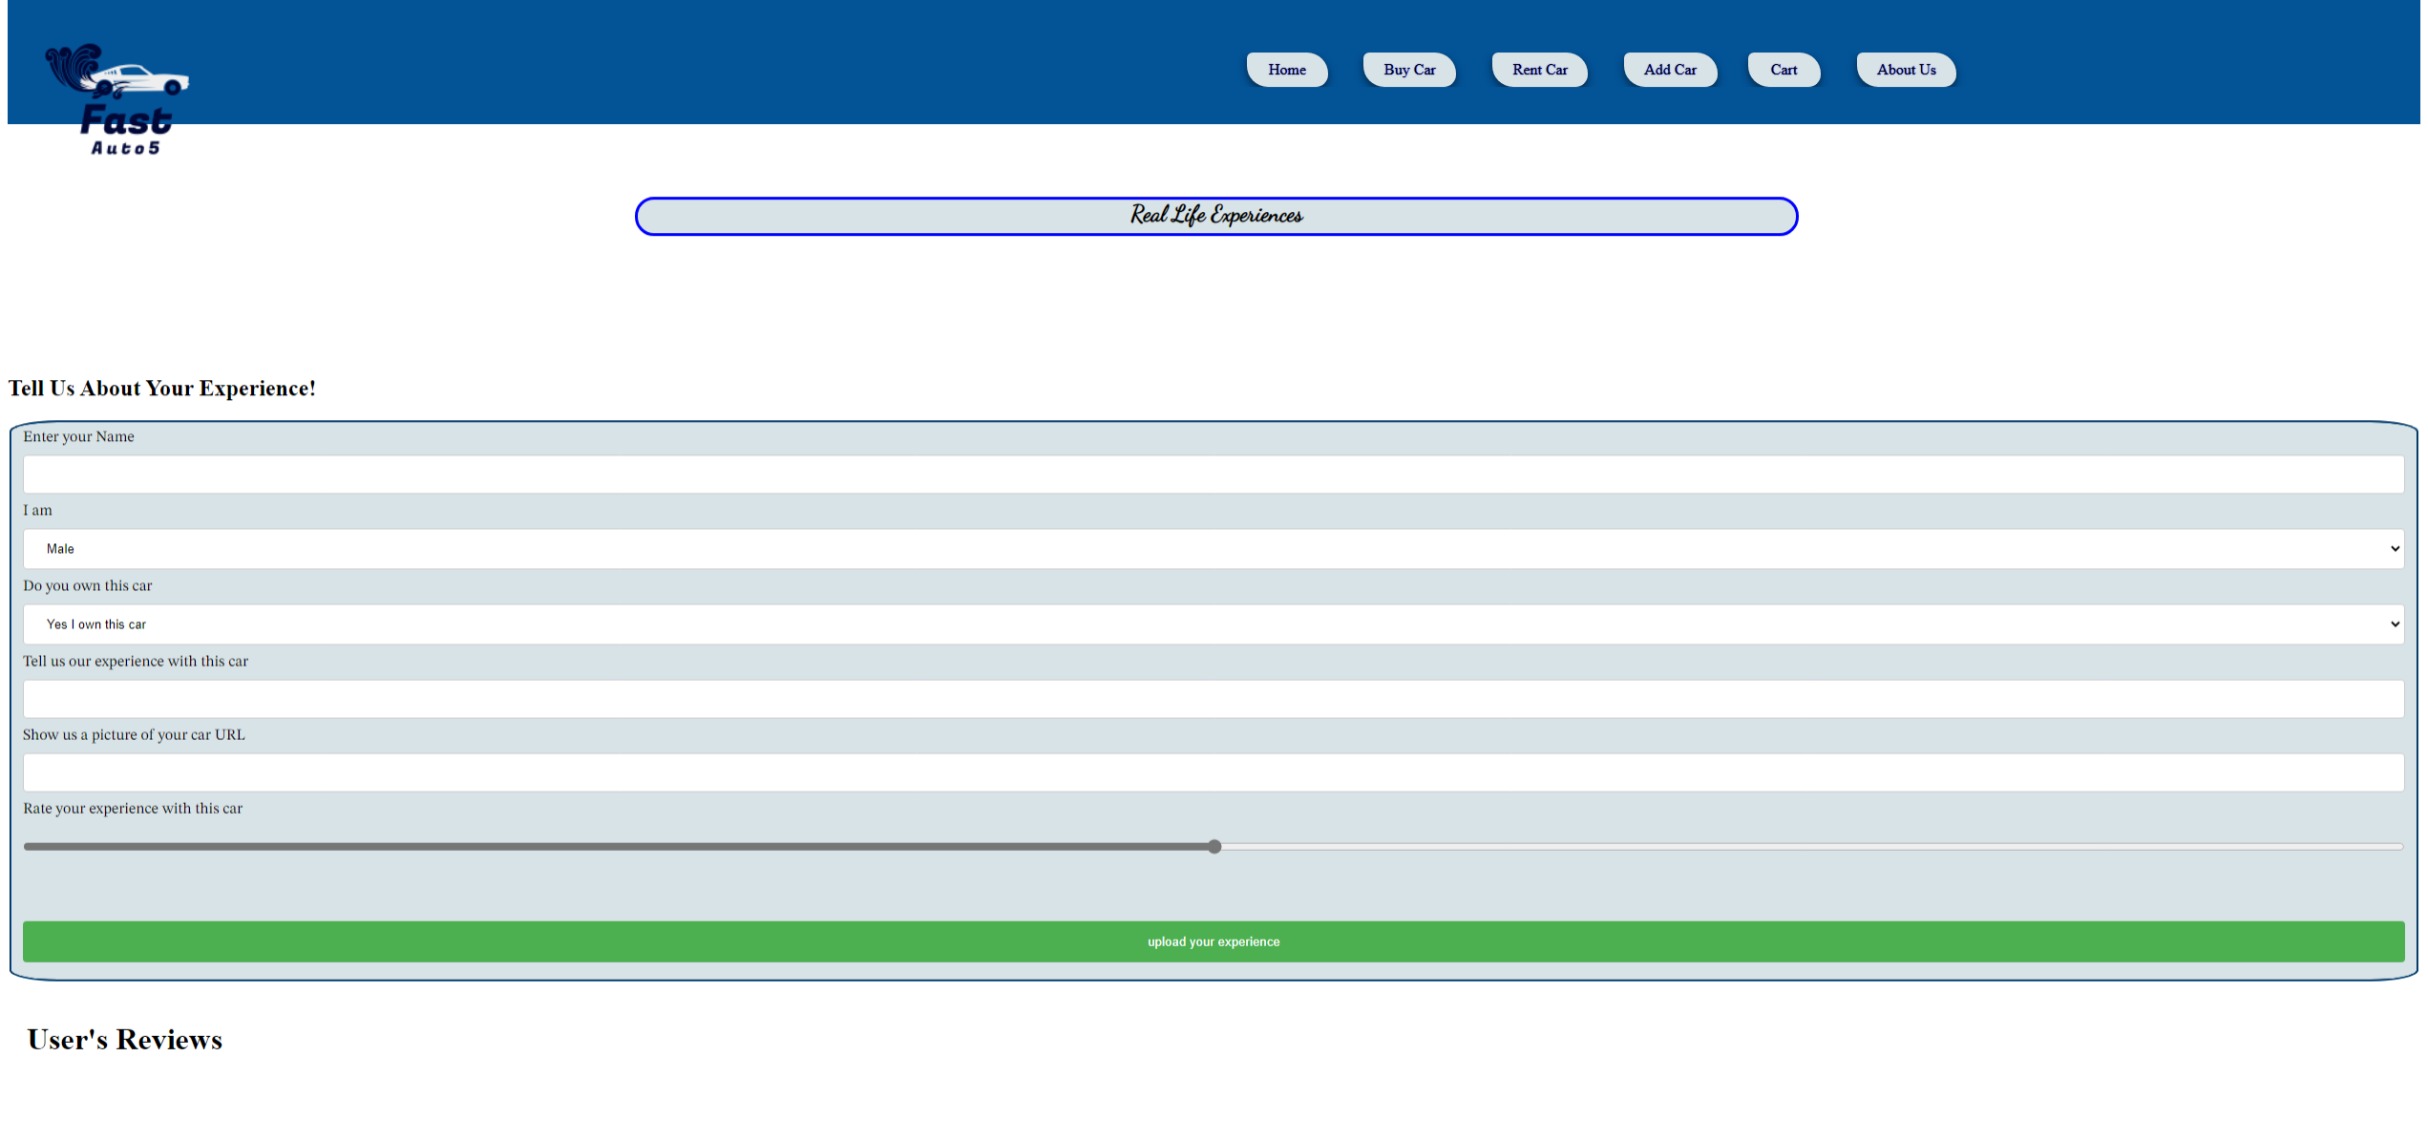 Fast
Auto5
Home
Buy Car
Rent Car
Add Car
Cart
About Us
Real Life Experiences
Tell Us About Your Experience!
Enter your Name
I am
Male
Do you own this car
Yes I own this car
Tell us our experience with this car
Show us a picture of your car URL
Rate your experience with this car
upload your experience
User's Reviews